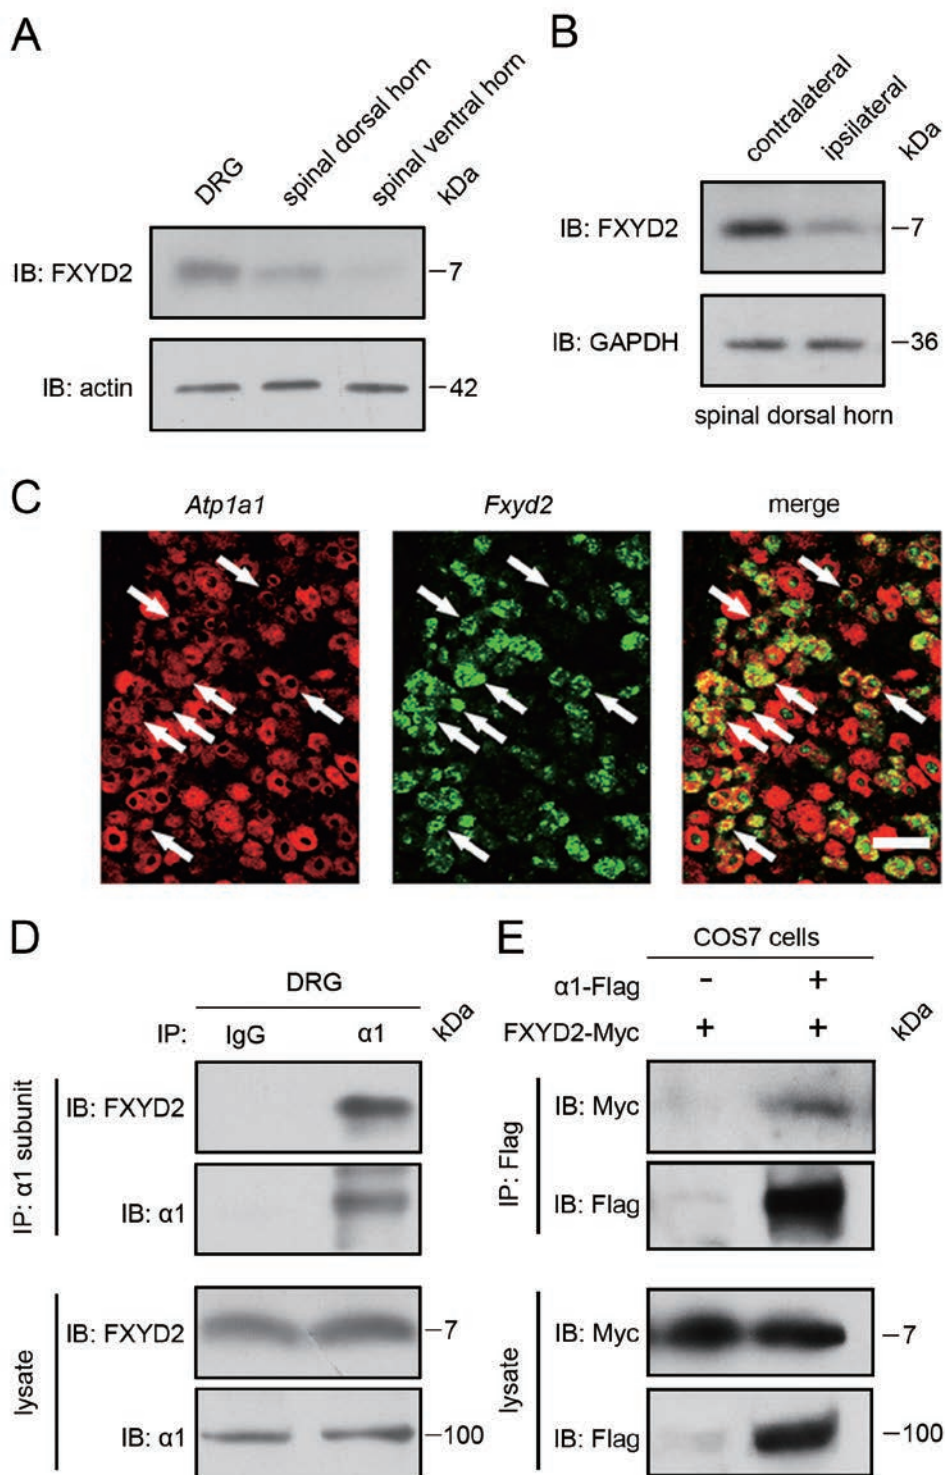 A
DRG
spinal dorsal horn
spinal ventral horn
kDa
IB: FXYD2
–7
IB: actin
–42
B
contralateral
ipsilateral
kDa
IB: FXYD2
–7
IB: GAPDH
–36
spinal dorsal horn
C
Atp1a1
Fxyd2
merge
D
DRG
IP: IgG α1
kDa
IP: α1 subunit
IB: FXYD2
IB: α1
lysate
IB: FXYD2
–7
IB: α1
–100
E
COS7 cells
α1-Flag - +
FXYD2-Myc + +
kDa
IP: Flag
IB: Myc
IB: Flag
lysate
IB: Myc
–7
IB: Flag
–100